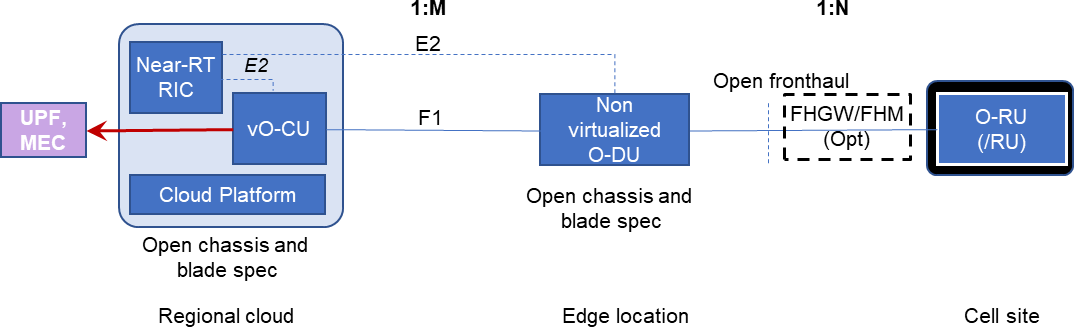 1:M
1:N
E2
Near-RT
RIC
E2
Open fronthaul
UPF,
MEC
vO-CU
F1
Non
virtualized
O-DU
FHGW/FHM
(Opt)
O-RU
(/RU)
Cloud Platform
Open chassis and
blade spec
Open chassis and
blade spec
Regional cloud
Edge location
Cell site